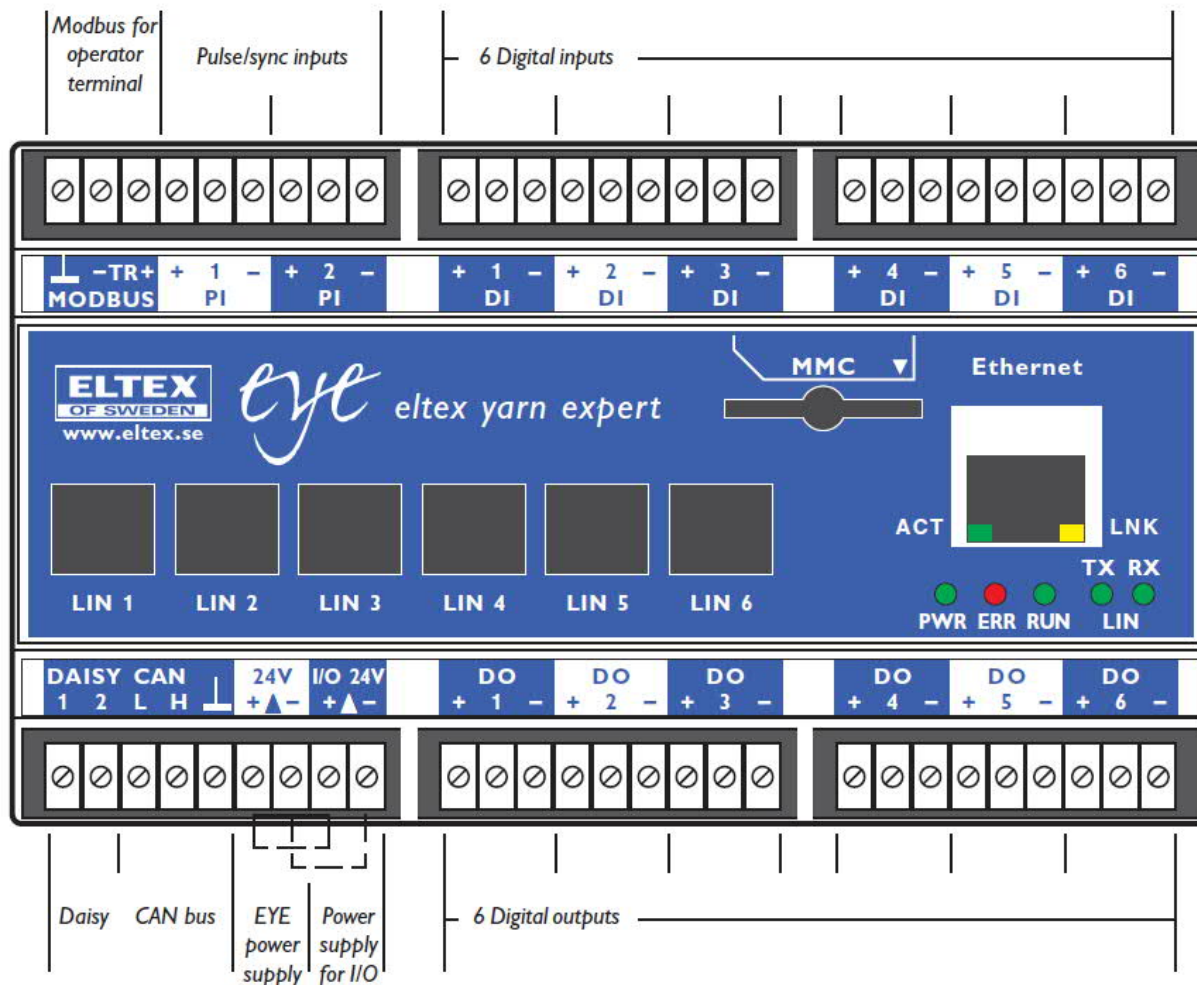 Modbus for
operator
terminal
Pulse/sync inputs
6 Digital inputs
−TR+ + 1 − + 2 − + 1 − + 2 − + 3 − + 4 − + 5 − + 6 −
MODBUS PI PI DI DI DI DI DI DI
MMC ▼
Ethernet
ELTEX
OF SWEDEN
www.eltex.se
eye
eltex yarn expert
ACT LNK
TX RX
LIN 1 LIN 2 LIN 3 LIN 4 LIN 5 LIN 6
PWR ERR RUN LIN
DAISY CAN 24V I/O 24V DO DO DO DO DO DO
1 2 L H + − + − + 1 − + 2 − + 3 − + 4 − + 5 − + 6 −
Daisy
CAN bus
EYE
power
supply
Power
supply
for I/O
6 Digital outputs